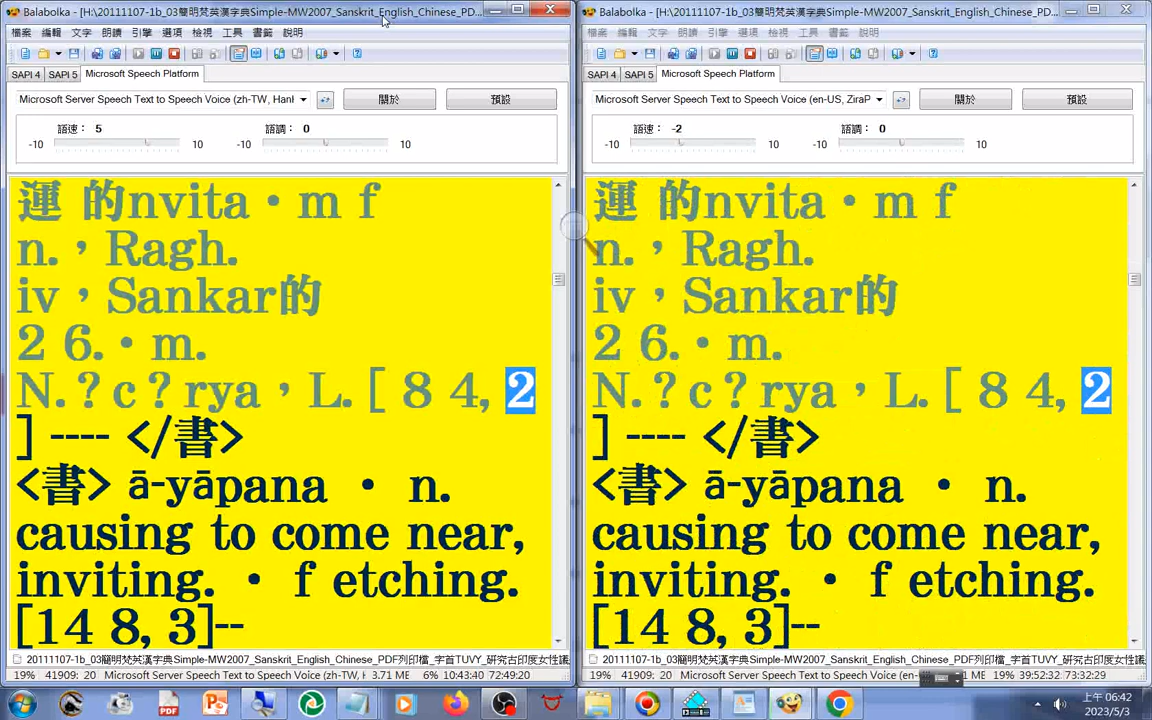 Balabolka - [H:\20111107-1b_03簡明梵英漢字典Simple-MW2007_Sanskrit_English_Chinese_PD...
檔案 編輯 文字 朗讀 引擎 選項 檢視 工具 書籤 說明
SAPI 4 SAPI 5 Microsoft Speech Platform
Microsoft Server Speech Text to Speech Voice (zh-TW, Hanl
關於 預設
語速： 5 語調： 0
-10 10 -10 10
運 的nvita・m f
n.，Ragh.
iv，Sankar的
2 6.・m.
N.？c？rya，L. [ 8 4, 2
] ---- </書>
<書> ā-yāpana ・ n.
causing to come near,
inviting. ・ f etching.
[14 8, 3]--
20111107-1b_03簡明梵英漢字典Simple-MW2007_Sanskrit_English_Chinese_PDF列印檔_字首TUVY_研究古印度女性議
19% 41909: 20 Microsoft Server Speech Text to Speech Voice (zh-TW, H 3.71 ME 6% 10:43:40 72:49:20
Balabolka - [H:\20111107-1b_03簡明梵英漢字典Simple-MW2007_Sanskrit_English_Chinese_PD...
檔案 編輯 文字 朗讀 引擎 選項 檢視 工具 書籤 說明
SAPI 4 SAPI 5 Microsoft Speech Platform
Microsoft Server Speech Text to Speech Voice (en-US, ZiraP
關於 預設
語速： -2 語調： 0
-10 10 -10 10
運 的nvita・m f
n.，Ragh.
iv，Sankar的
2 6.・m.
N.？c？rya，L. [ 8 4, 2
] ---- </書>
<書> ā-yāpana ・ n.
causing to come near,
inviting. ・ f etching.
[14 8, 3]--
20111107-1b_03簡明梵英漢字典Simple-MW2007_Sanskrit_English_Chinese_PDF列印檔_字首TUVY_研究古印度女性議
19% 41909: 20 Microsoft Server Speech Text to Speech Voice 19% 39:52:32 73:32:29
上午 06:42
2023/5/3